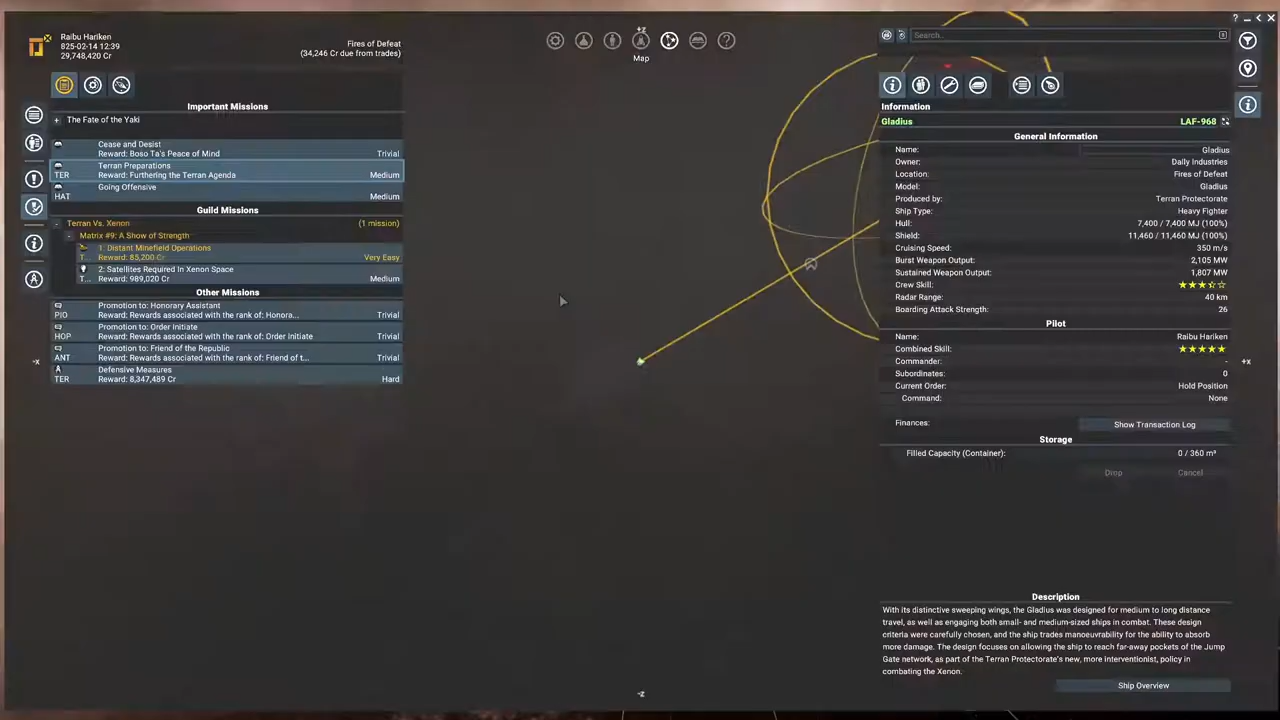 Raibu Hariken
825-02-14 12:39
29,748,420 Cr
Fires of Defeat
(34,246 Cr due from trades)
+Z
Map
? – < ×
Search...
Important Missions
+ The Fate of the Yaki
Cease and Desist
Reward: Boso Ta's Peace of Mind Trivial
Terran Preparations
TER Reward: Furthering the Terran Agenda Medium
Going Offensive
HAT Medium
Guild Missions
- Terran Vs. Xenon (1 mission)
- Matrix #9: A Show of Strength
1: Distant Minefield Operations
T... Reward: 85,200 Cr Very Easy
2: Satellites Required In Xenon Space
T... Reward: 989,020 Cr Medium
Other Missions
Promotion to: Honorary Assistant
PIO Reward: Rewards associated with the rank of: Honora... Trivial
Promotion to: Order Initiate
HOP Reward: Rewards associated with the rank of: Order Initiate Trivial
Promotion to: Friend of the Republic
ANT Reward: Rewards associated with the rank of: Friend of t... Trivial
Defensive Measures
TER Reward: 8,347,489 Cr Hard
-X
+X
-Z
Information
Gladius LAF-968
General Information
Name: Gladius
Owner: Daily Industries
Location: Fires of Defeat
Model: Gladius
Produced by: Terran Protectorate
Ship Type: Heavy Fighter
Hull: 7,400 / 7,400 MJ (100%)
Shield: 11,460 / 11,460 MJ (100%)
Cruising Speed: 350 m/s
Burst Weapon Output: 2,105 MW
Sustained Weapon Output: 1,807 MW
Crew Skill:
Radar Range: 40 km
Boarding Attack Strength: 26
Pilot
Name: Raibu Hariken
Combined Skill:
Commander: -
Subordinates: 0
Current Order: Hold Position
Command: None
Finances: Show Transaction Log
Storage
Filled Capacity (Container): 0 / 360 m³
Drop Cancel
Description
With its distinctive sweeping wings, the Gladius was designed for medium to long distance
travel, as well as engaging both small- and medium-sized ships in combat. These design
criteria were carefully chosen, and the ship trades manoeuvrability for the ability to absorb
more damage. The design focuses on allowing the ship to reach far-away pockets of the Jump
Gate network, as part of the Terran Protectorate's new, more interventionist, policy in
combating the Xenon.
Ship Overview